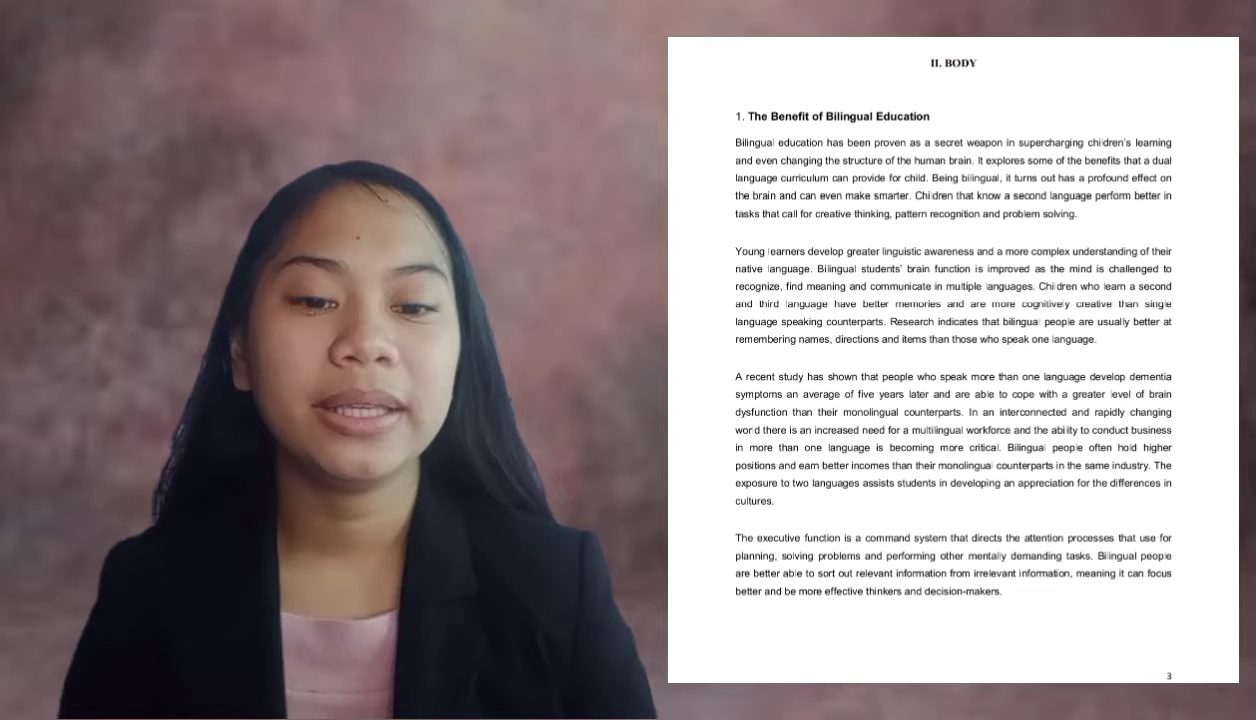 II. BODY
1. The Benefit of Bilingual Education
Bilingual education has been proven as a secret weapon in supercharging children's learning
and even changing the structure of the human brain. It explores some of the benefits that a dual
language curriculum can provide for child. Being bilingual, it turns out has a profound effect on
the brain and can even make smarter. Children that know a second language perform better in
tasks that call for creative thinking, pattern recognition and problem solving.
Young learners develop greater linguistic awareness and a more complex understanding of their
native language. Bilingual students' brain function is improved as the mind is challenged to
recognize, find meaning and communicate in multiple languages. Children who learn a second
and third language have better memories and are more cognitively creative than single
language speaking counterparts. Research indicates that bilingual people are usually better at
remembering names, directions and items than those who speak one language.
A recent study has shown that people who speak more than one language develop dementia
symptoms an average of five years later and are able to cope with a greater level of brain
dysfunction than their monolingual counterparts. In an interconnected and rapidly changing
world there is an increased need for a multilingual workforce and the ability to conduct business
in more than one language is becoming more critical. Bilingual people often hold higher
positions and earn better incomes than their monolingual counterparts in the same industry. The
exposure to two languages assists students in developing an appreciation for the differences in
cultures.
The executive function is a command system that directs the attention processes that use for
planning, solving problems and performing other mentally demanding tasks. Bilingual people
are better able to sort out relevant information from irrelevant information, meaning it can focus
better and be more effective thinkers and decision-makers.
3